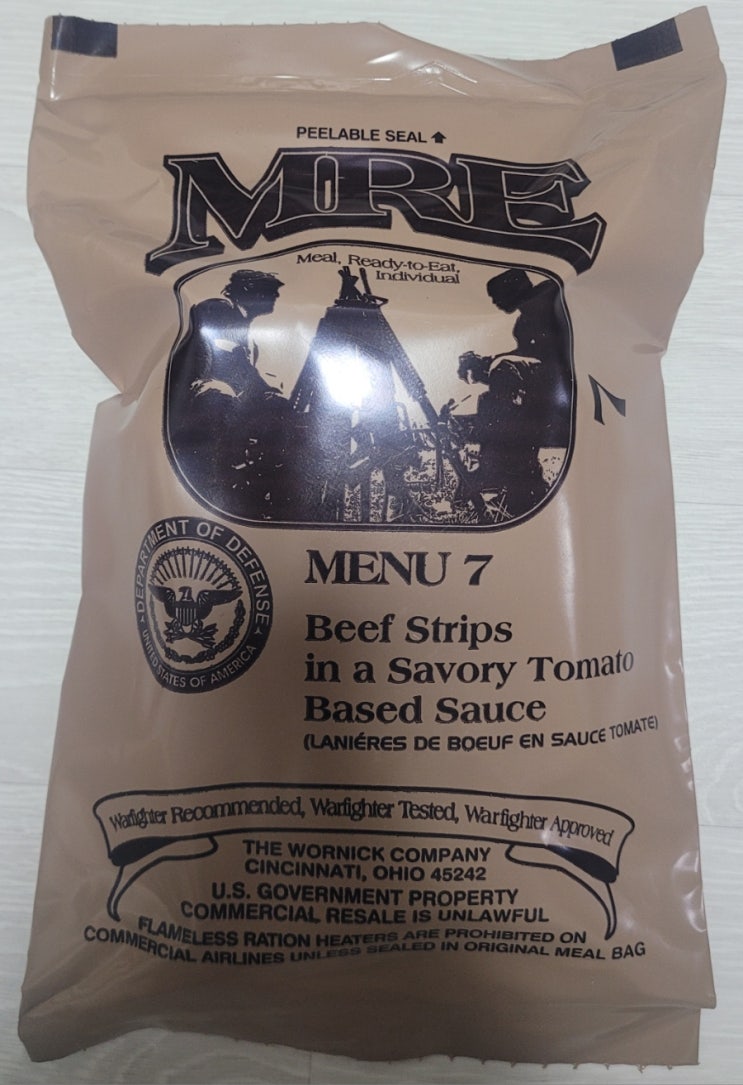 PEELABLE SEAL
MRE
Meal, Ready-to-Eat,
Individual
7
DEPARTMENT OF DEFENSE
UNITED STATES OF AMERICA
MENU 7
Beef Strips
in a Savory Tomato
Based Sauce
(LANIÉRES DE BOEUF EN SAUCE TOMATE)
Warfighter Recommended, Warfighter Tested, Warfighter Approved
THE WORNICK COMPANY
CINCINNATI, OHIO 45242
U.S. GOVERNMENT PROPERTY
COMMERCIAL RESALE IS UNLAWFUL
FLAMELESS RATION HEATERS ARE PROHIBITED ON
COMMERCIAL AIRLINES UNLESS SEALED IN ORIGINAL MEAL BAG